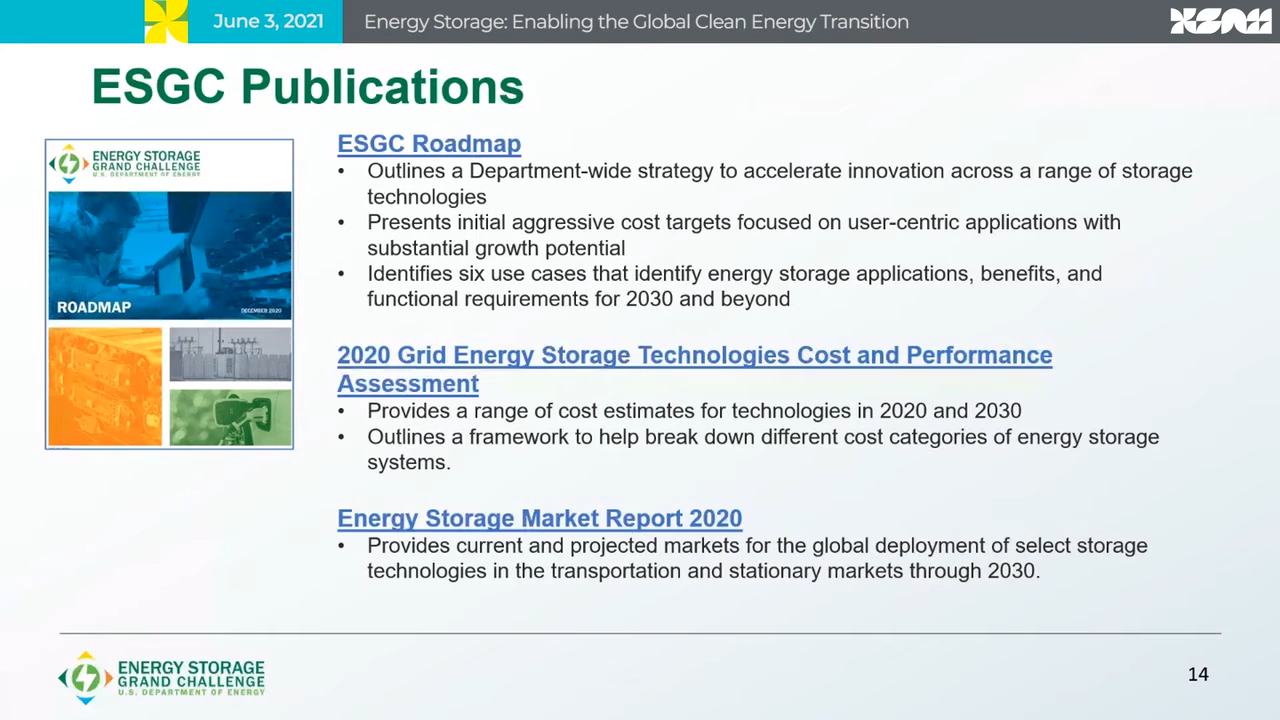 June 3, 2021
Energy Storage: Enabling the Global Clean Energy Transition
ESGC Publications
ENERGY STORAGE
GRAND CHALLENGE
U.S. DEPARTMENT OF ENERGY
ROADMAP
DECEMBER 2020
ESGC Roadmap
• Outlines a Department-wide strategy to accelerate innovation across a range of storage
technologies
• Presents initial aggressive cost targets focused on user-centric applications with
substantial growth potential
• Identifies six use cases that identify energy storage applications, benefits, and
functional requirements for 2030 and beyond
2020 Grid Energy Storage Technologies Cost and Performance
Assessment
• Provides a range of cost estimates for technologies in 2020 and 2030
• Outlines a framework to help break down different cost categories of energy storage
systems.
Energy Storage Market Report 2020
• Provides current and projected markets for the global deployment of select storage
technologies in the transportation and stationary markets through 2030.
ENERGY STORAGE
GRAND CHALLENGE
U.S. DEPARTMENT OF ENERGY
14